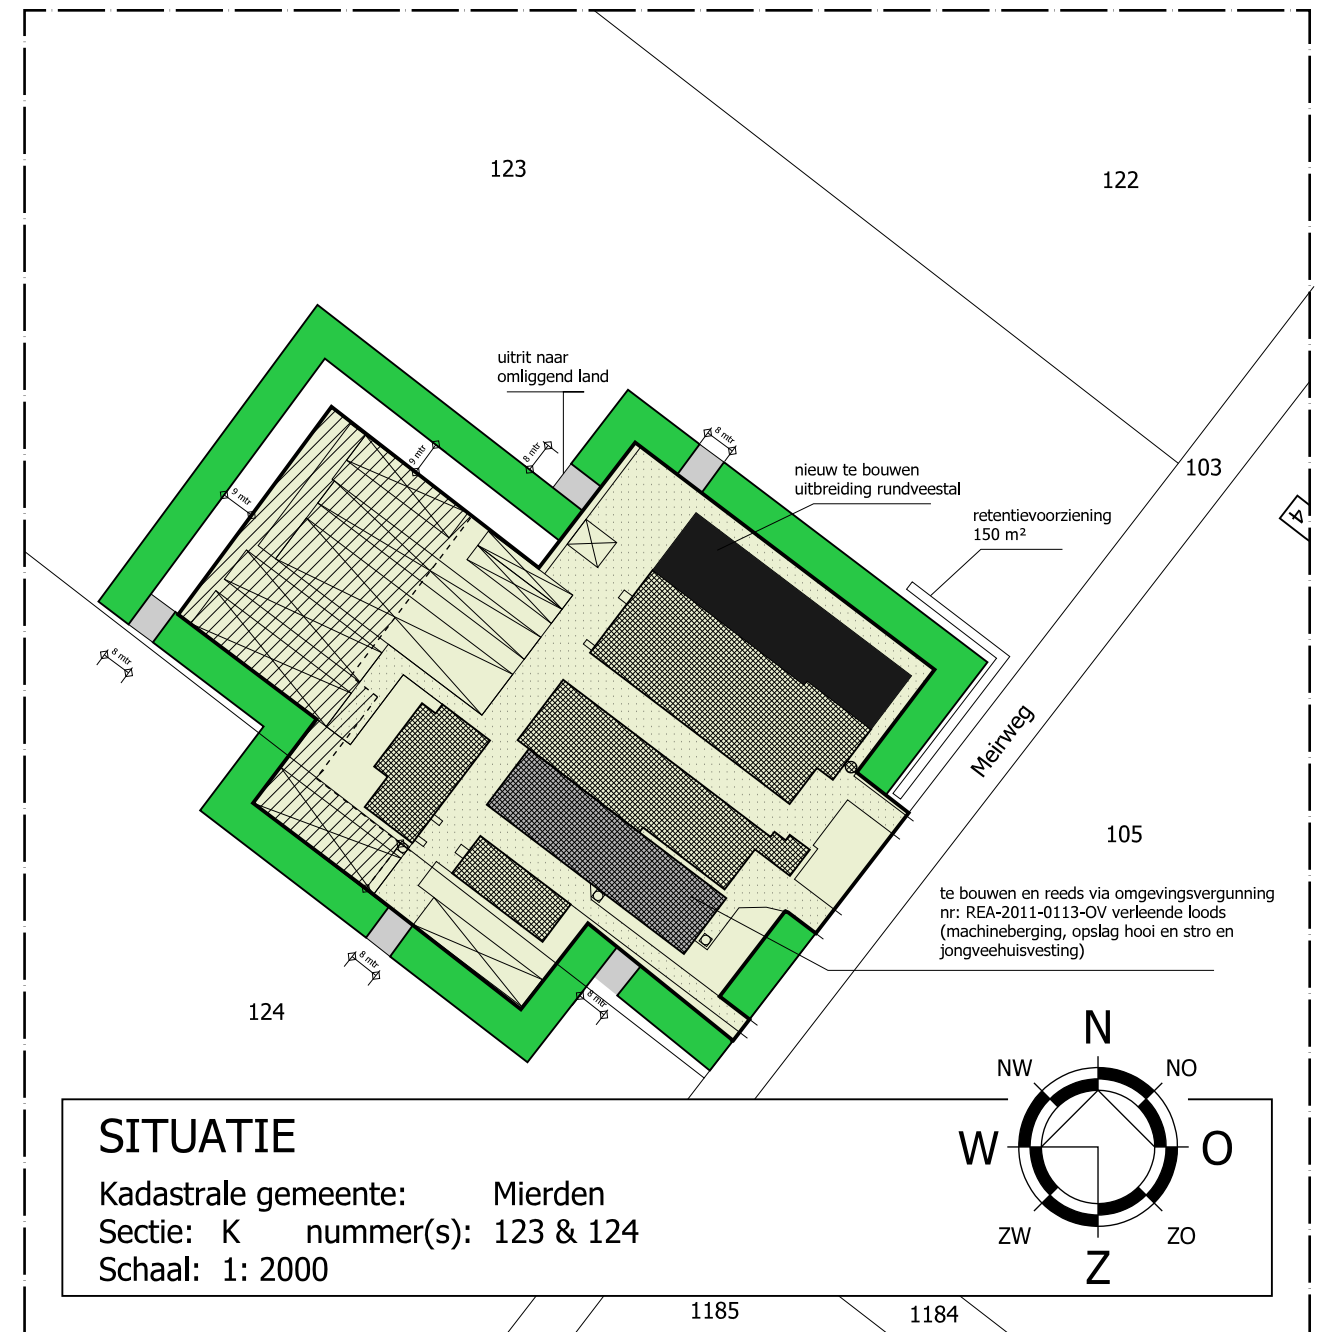 123
122
uitrit naar
omliggend land
8 mtr
8 mtr
9 mtr
9 mtr
nieuw te bouwen
uitbreiding rundveestal
103
retentievoorziening
150 m²
4
8 mtr
Meirweg
105
te bouwen en reeds via omgevingsvergunning
nr: REA-2011-0113-OV verleende loods
(machineberging, opslag hooi en stro en
jongveehuisvesting)
8 mtr
8 mtr
124
N
NW
NO
W
O
ZW
ZO
Z
SITUATIE
Kadastrale gemeente: Mierden
Sectie: K nummer(s): 123 & 124
Schaal: 1: 2000
1185
1184